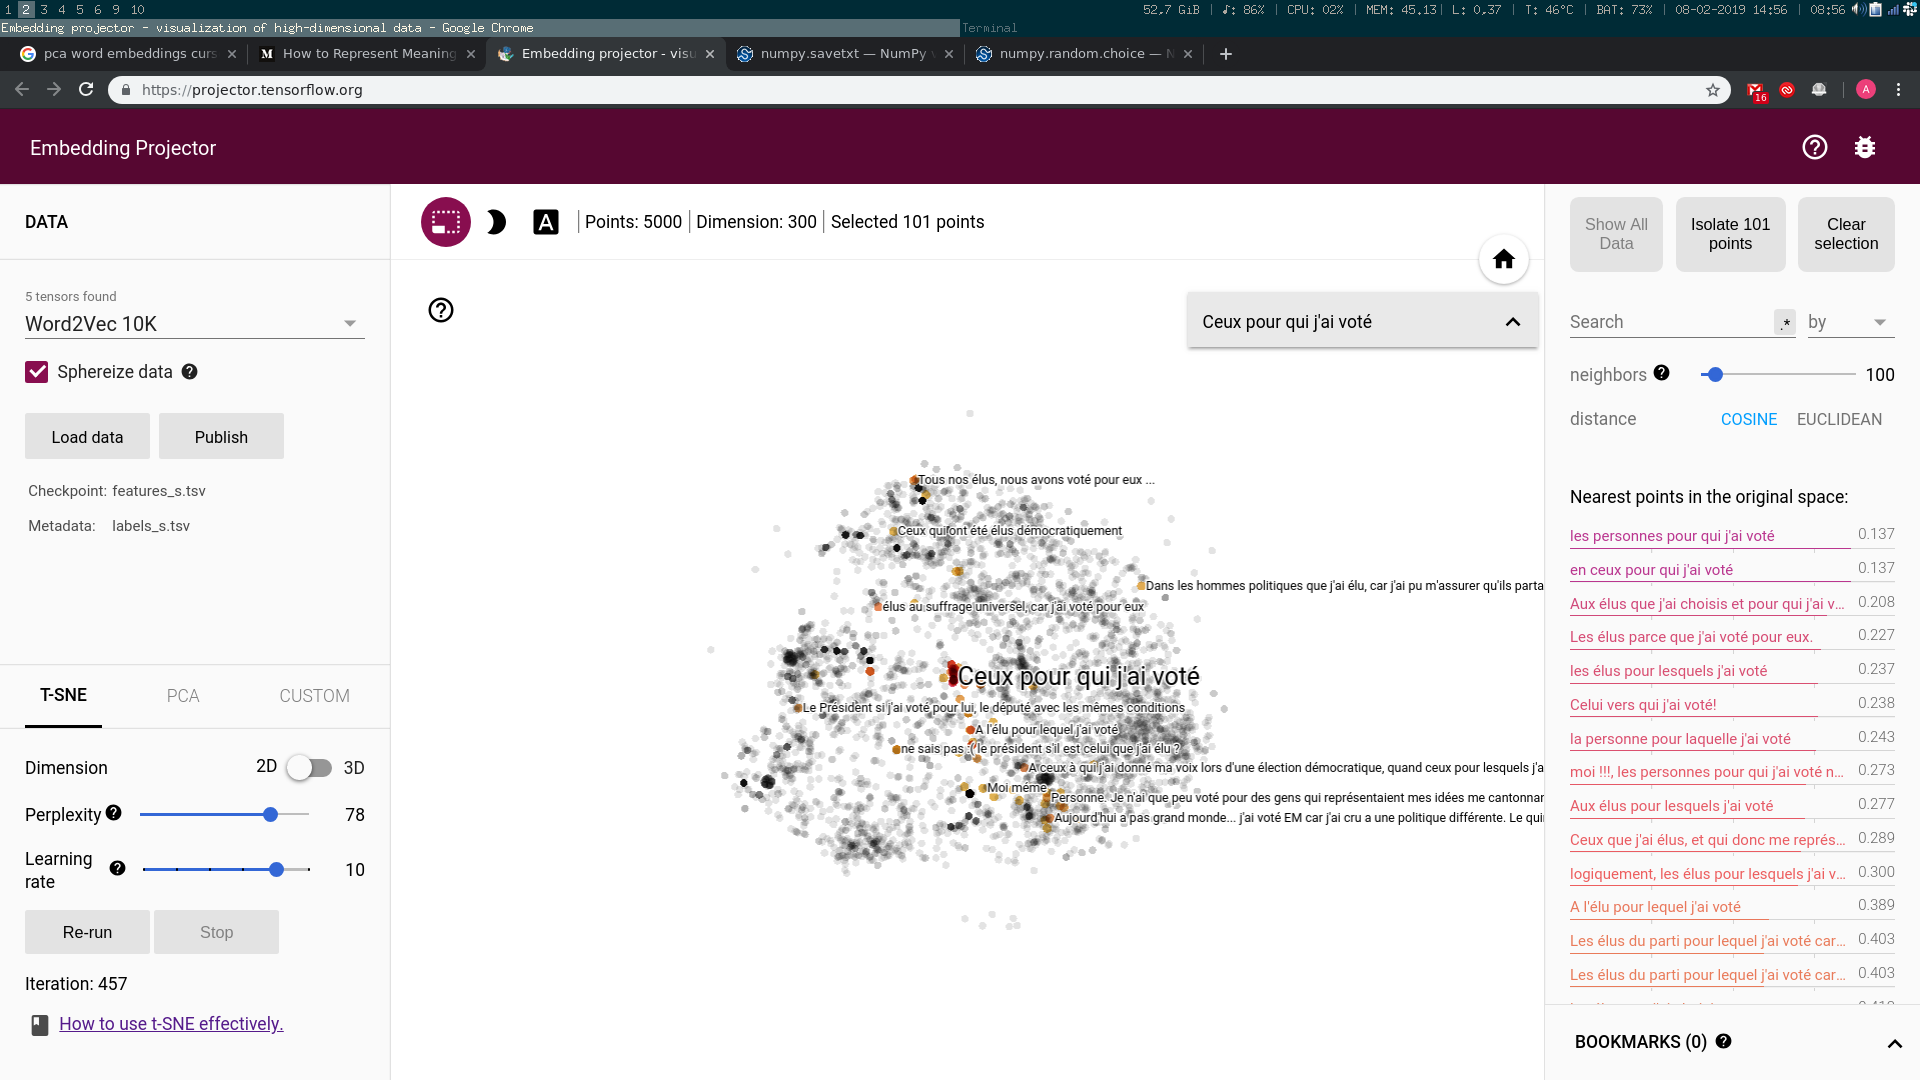 1 2 3 4 5 6 9 10
52,7 GiB | ♪: 86% | CPU: 02% | MEM: 45.13| L: 0,37 | T: 46°C | BAT: 73% | 08-02-2019 14:56 | 08:56
Embedding projector - visualization of high-dimensional data - Google Chrome
Terminal
pca word embeddings curs
How to Represent Meaning
Embedding projector - visu
numpy.savetxt — NumPy
numpy.random.choice —
https://projector.tensorflow.org
16
A
Embedding Projector
DATA
5 tensors found
Word2Vec 10K
Sphereize data
Load data
Publish
Checkpoint: features_s.tsv
Metadata: labels_s.tsv
T-SNE
PCA
CUSTOM
Dimension 2D 3D
Perplexity 78
Learning
rate
10
Re-run
Stop
Iteration: 457
How to use t-SNE effectively.
A
Points: 5000 | Dimension: 300 | Selected 101 points
Ceux pour qui j'ai voté
Tous nos élus, nous avons voté pour eux ...
Ceux qui ont été élus démocratiquement
Dans les hommes politiques que j'ai élu, car j'ai pu m'assurer qu'ils parta
élus au suffrage universel, car j'ai voté pour eux
Ceux pour qui j'ai voté
Le Président si j'ai voté pour lui, le député avec les mêmes conditions
A l'élu pour lequel j'ai voté
ne sais pas :( le président s'il est celui que j'ai élu ?
A ceux à qui j'ai donné ma voix lors d'une élection démocratique, quand ceux pour lesquels j'a
Moi même
Personne. Je n'ai que peu voté pour des gens qui représentaient mes idées me cantonnar
Aujourd'hui a pas grand monde... j'ai voté EM car j'ai cru a une politique différente. Le qui
Show All
Data
Isolate 101
points
Clear
selection
Search
.*
by
neighbors 100
distance COSINE EUCLIDEAN
Nearest points in the original space:
les personnes pour qui j'ai voté 0.137
en ceux pour qui j'ai voté 0.137
Aux élus que j'ai choisis et pour qui j'ai v... 0.208
Les élus parce que j'ai voté pour eux. 0.227
les élus pour lesquels j'ai voté 0.237
Celui vers qui j'ai voté! 0.238
la personne pour laquelle j'ai voté 0.243
moi !!!, les personnes pour qui j'ai voté n... 0.273
Aux élus pour lesquels j'ai voté 0.277
Ceux que j'ai élus, et qui donc me représ... 0.289
logiquement, les élus pour lesquels j'ai v... 0.300
A l'élu pour lequel j'ai voté 0.389
Les élus du parti pour lequel j'ai voté car... 0.403
Les élus du parti pour lequel j'ai voté car... 0.403
BOOKMARKS (0)